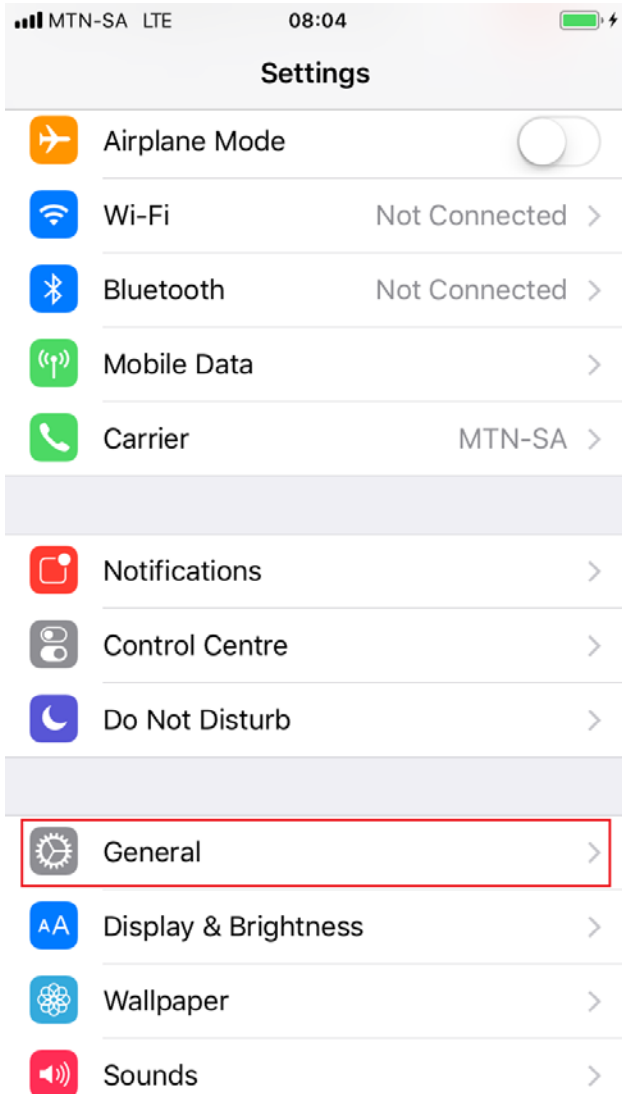 MTN-SA LTE 08:04
Settings
Airplane Mode
Wi-Fi Not Connected
Bluetooth Not Connected
Mobile Data
Carrier MTN-SA
Notifications
Control Centre
Do Not Disturb
General
AA Display & Brightness
Wallpaper
Sounds